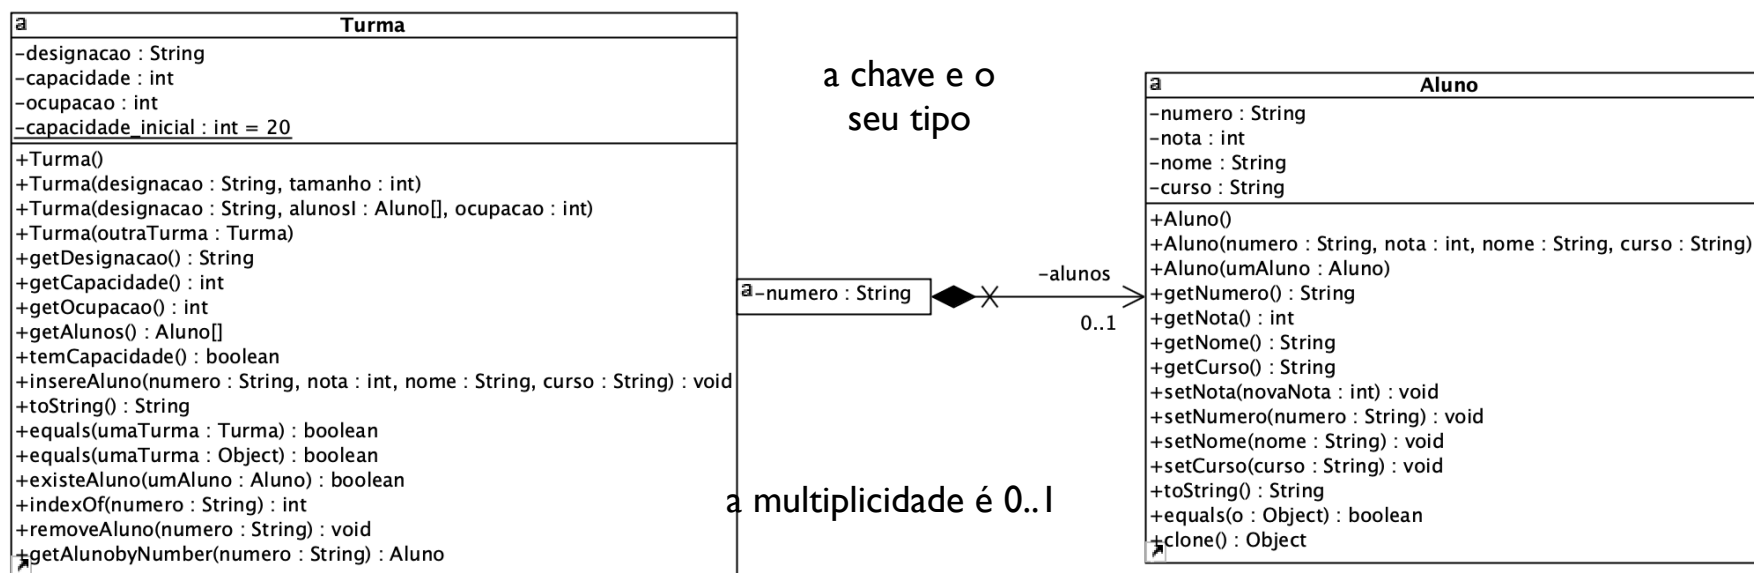 a
Turma
-designacao : String
-capacidade : int
-ocupacao : int
-capacidade_inicial : int = 20
+Turma()
+Turma(designacao : String, tamanho : int)
+Turma(designacao : String, alunosI : Aluno[], ocupacao : int)
+Turma(outraTurma : Turma)
+getDesignacao() : String
+getCapacidade() : int
+getOcupacao() : int
+getAlunos() : Aluno[]
+temCapacidade() : boolean
+insereAluno(numero : String, nota : int, nome : String, curso : String) : void
+toString() : String
+equals(umaTurma : Turma) : boolean
+equals(umaTurma : Object) : boolean
+existeAluno(umAluno : Aluno) : boolean
+indexOf(numero : String) : int
+removeAluno(numero : String) : void
+getAlunobyNumber(numero : String) : Aluno
a chave e o
seu tipo
a
-numero : String
-alunos
0..1
a multiplicidade é 0..1
a
Aluno
-numero : String
-nota : int
-nome : String
-curso : String
+Aluno()
+Aluno(numero : String, nota : int, nome : String, curso : String)
+Aluno(umAluno : Aluno)
+getNumero() : String
+getNota() : int
+getNome() : String
+getCurso() : String
+setNota(novaNota : int) : void
+setNumero(numero : String) : void
+setNome(nome : String) : void
+setCurso(curso : String) : void
+toString() : String
+equals(o : Object) : boolean
+clone() : Object